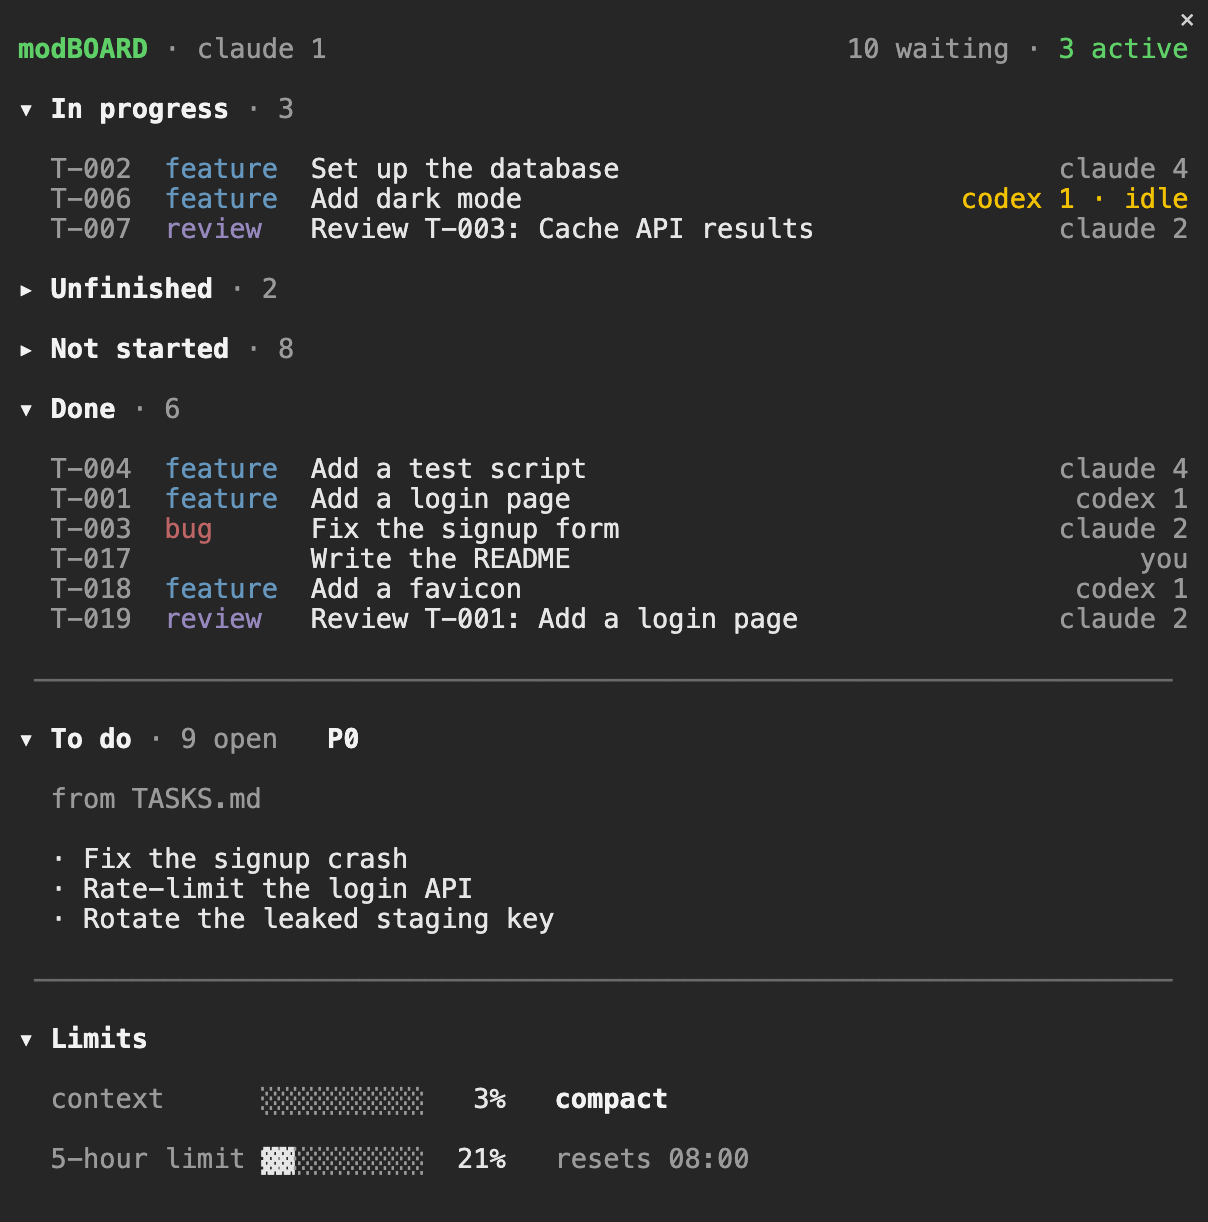 ×
modBOARD · claude 1 10 waiting · 3 active
▼ In progress · 3
T-002 feature Set up the database claude 4
T-006 feature Add dark mode codex 1 · idle
T-007 review Review T-003: Cache API results claude 2
▶ Unfinished · 2
▶ Not started · 8
▼ Done · 6
T-004 feature Add a test script claude 4
T-001 feature Add a login page codex 1
T-003 bug Fix the signup form claude 2
T-017 Write the README you
T-018 feature Add a favicon codex 1
T-019 review Review T-001: Add a login page claude 2
▼ To do · 9 open P0
from TASKS.md
· Fix the signup crash
· Rate-limit the login API
· Rotate the leaked staging key
▼ Limits
context 3% compact
5-hour limit 21% resets 08:00